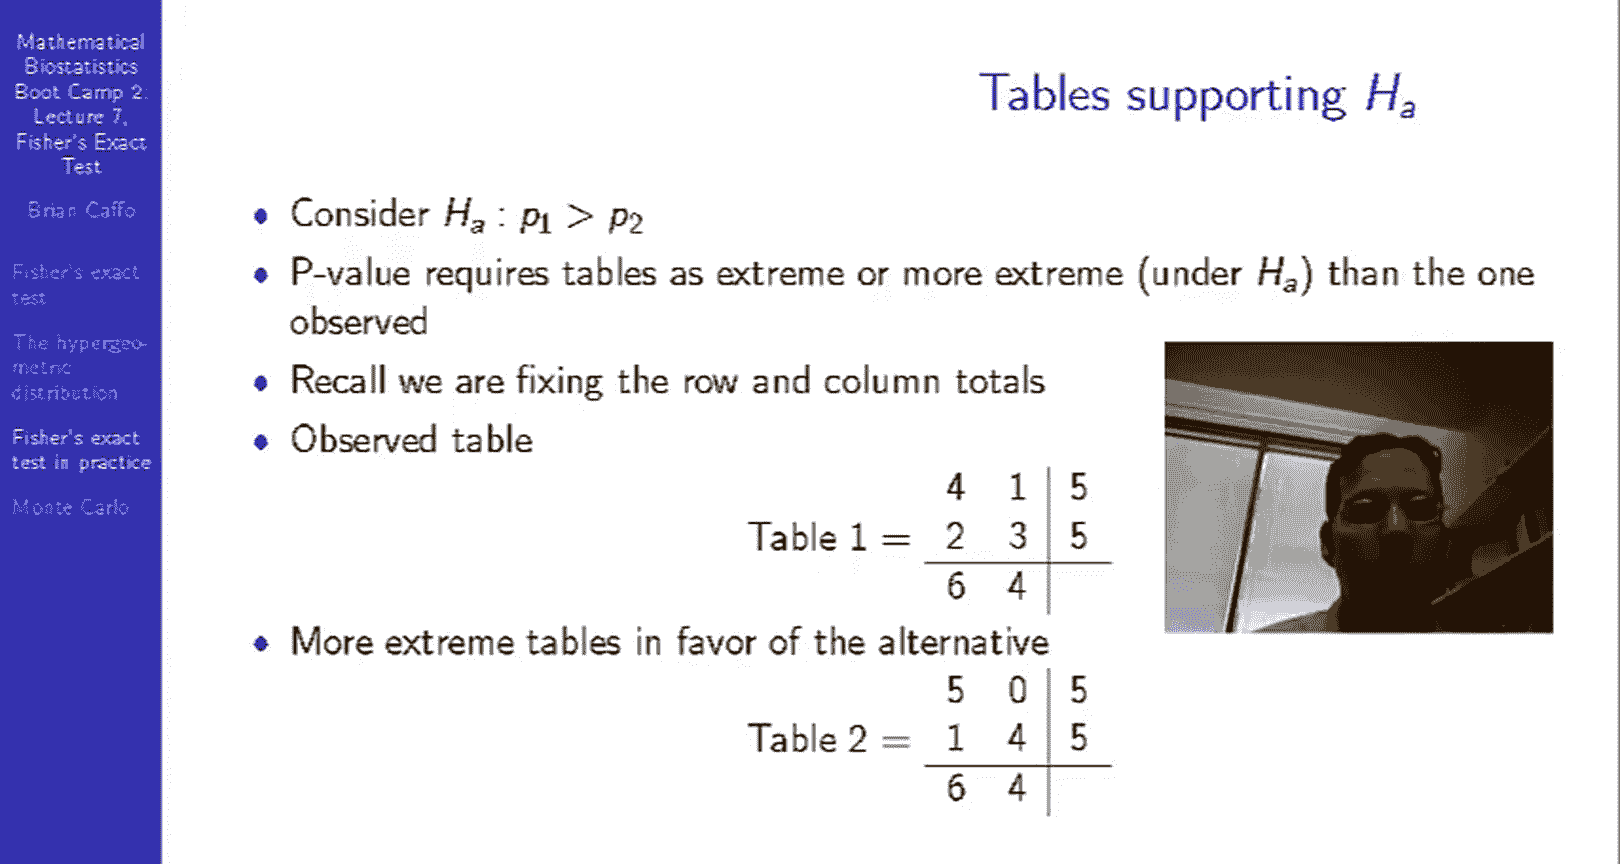 Mathematical
Biostatistics
Boot Camp 2:
Lecture 7,
Fisher's Exact
Test
Brian Caffo
Fisher's exact
test
The hypergeo-
metric
distribution
Fisher's exact
test in practice
Monte Carlo
Tables supporting Hₐ
• Consider Hₐ : p₁ > p₂
• P-value requires tables as extreme or more extreme (under Hₐ) than the one
observed
• Recall we are fixing the row and column totals
• Observed table
4 1 5
Table 1 = 2 3 5
6 4
• More extreme tables in favor of the alternative
5 0 5
Table 2 = 1 4 5
6 4